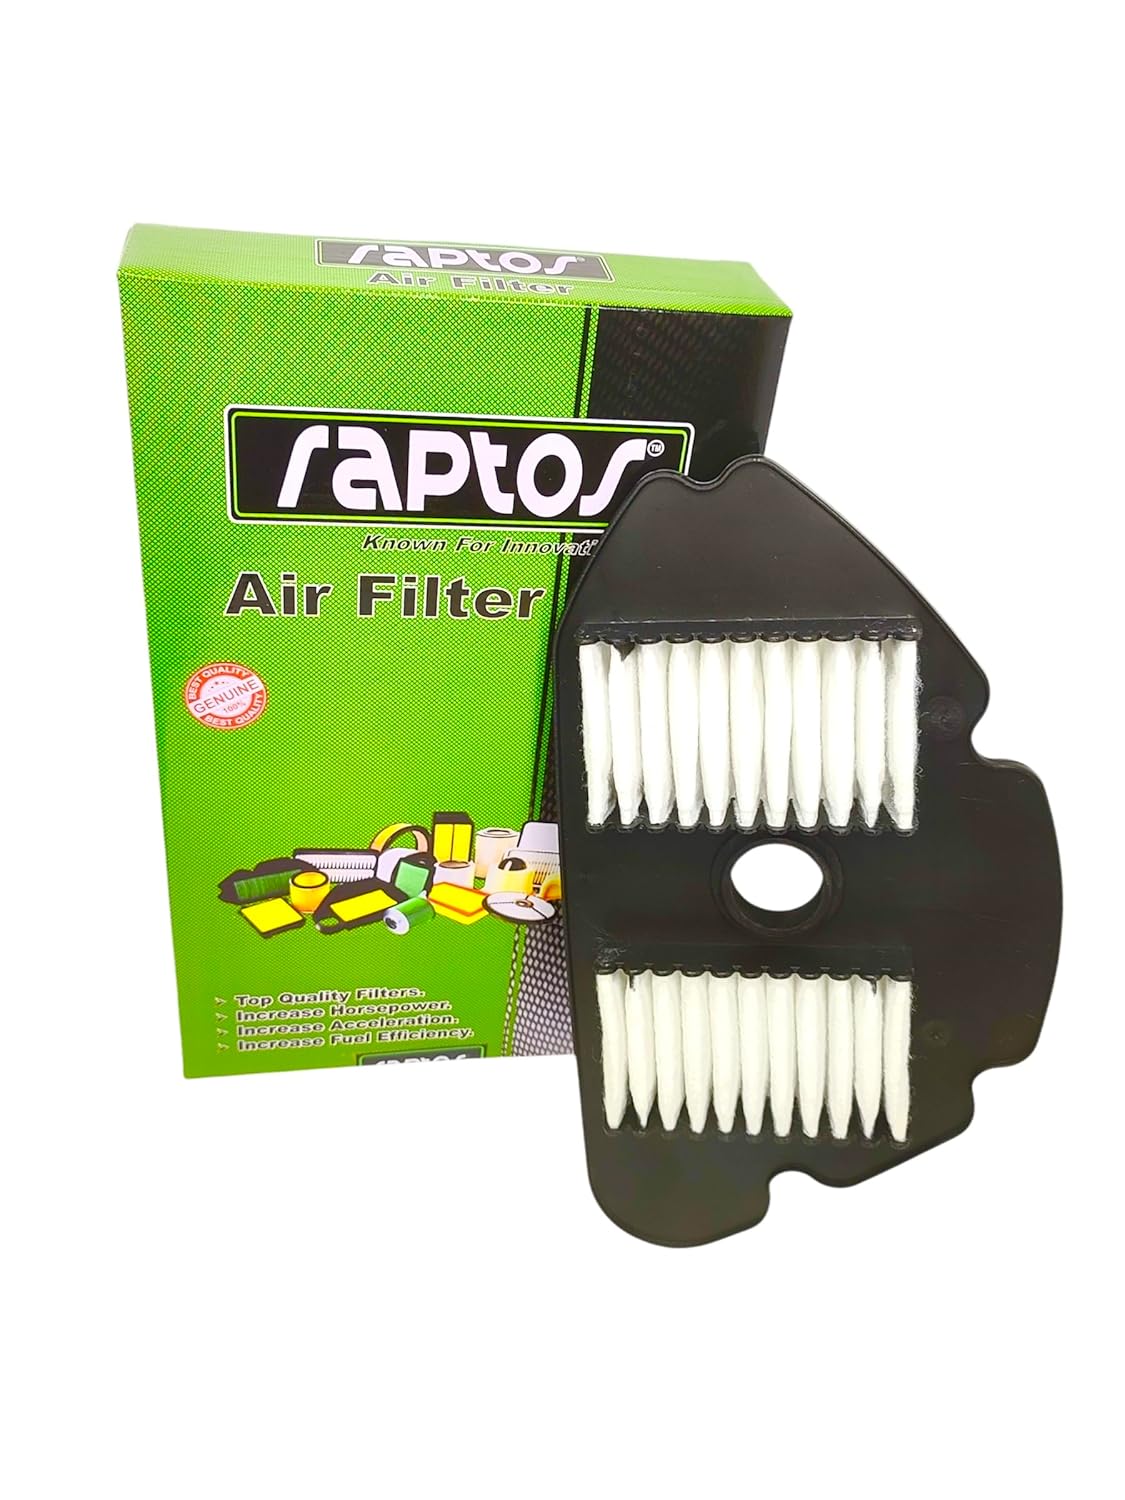 raptos
Air Filter
raptos™
Known For Innovati
Air Filter
BEST QUALITY
GENUINE
100%
BEST QUALITY
Top Quality Filters.
Increase Horsepower.
Increase Acceleration.
Increase Fuel Efficiency.
raptos